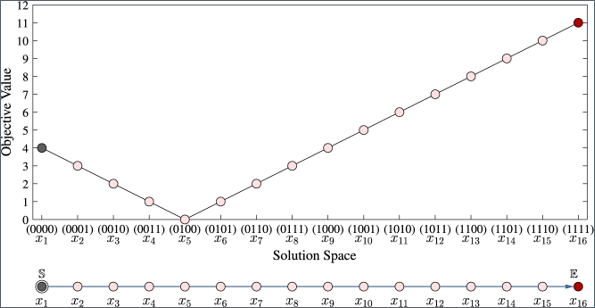 12
11
10
9
8
7
6
5
4
3
2
1
0
Objective Value
(0000) (0001) (0010) (0011) (0100) (0101) (0110) (0111) (1000) (1001) (1010) (1011) (1100) (1101) (1110) (1111)
x₁ x₂ x₃ x₄ x₅ x₆ x₇ x₈ x₉ x₁₀ x₁₁ x₁₂ x₁₃ x₁₄ x₁₅ x₁₆
Solution Space
𝕊 𝔼
x₁ x₂ x₃ x₄ x₅ x₆ x₇ x₈ x₉ x₁₀ x₁₁ x₁₂ x₁₃ x₁₄ x₁₅ x₁₆